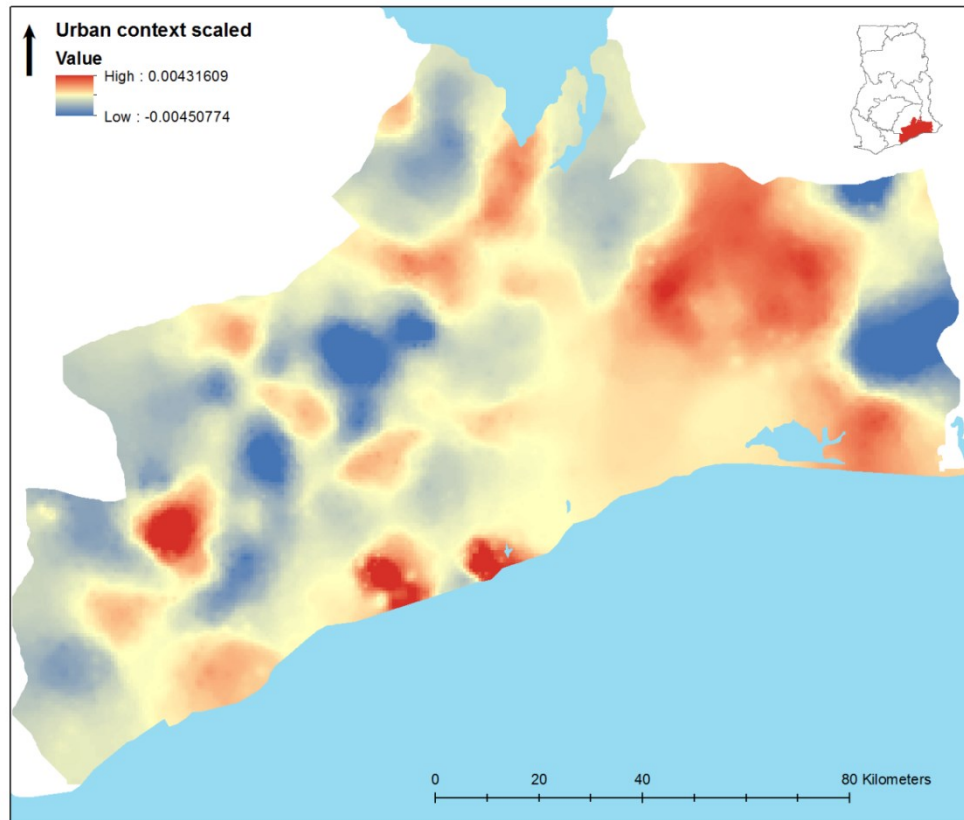 Urban context scaled
Value
High : 0.00431609
Low : -0.00450774
0 20 40 80 Kilometers